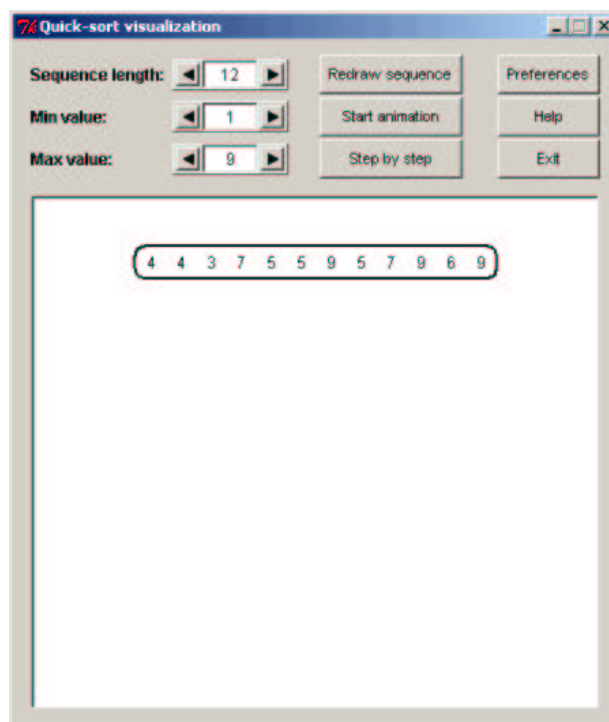 Quick-sort visualization
Sequence length: 12 Redraw sequence Preferences
Min value: 1 Start animation Help
Max value: 9 Step by step Exit
4 4 3 7 5 5 9 5 7 9 6 9